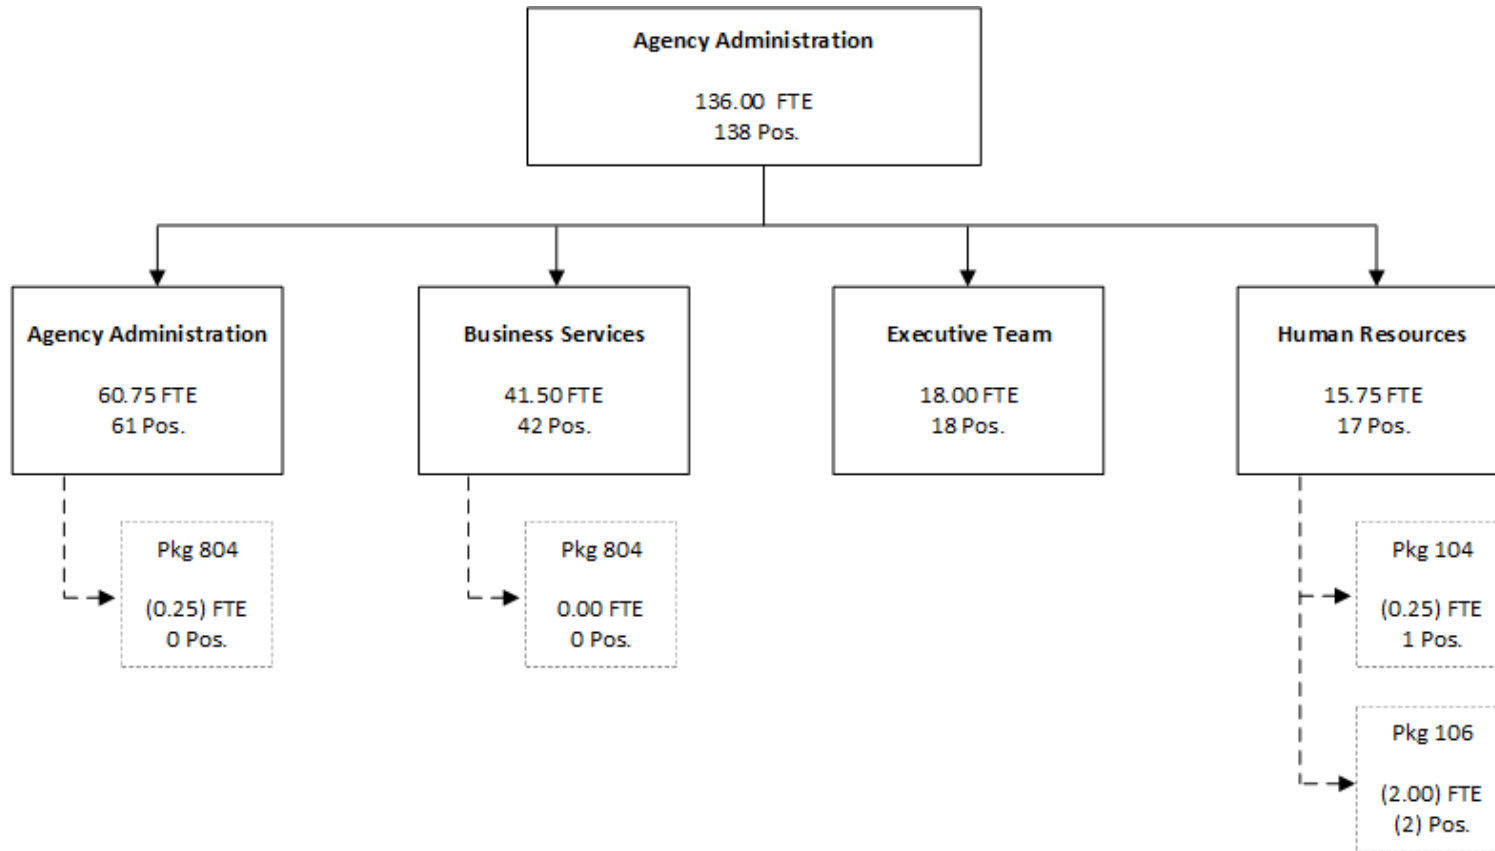 Agency Administration
136.00 FTE
138 Pos.
Agency Administration
60.75 FTE
61 Pos.
Business Services
41.50 FTE
42 Pos.
Executive Team
18.00 FTE
18 Pos.
Human Resources
15.75 FTE
17 Pos.
Pkg 804
(0.25) FTE
0 Pos.
Pkg 804
0.00 FTE
0 Pos.
Pkg 104
(0.25) FTE
1 Pos.
Pkg 106
(2.00) FTE
(2) Pos.